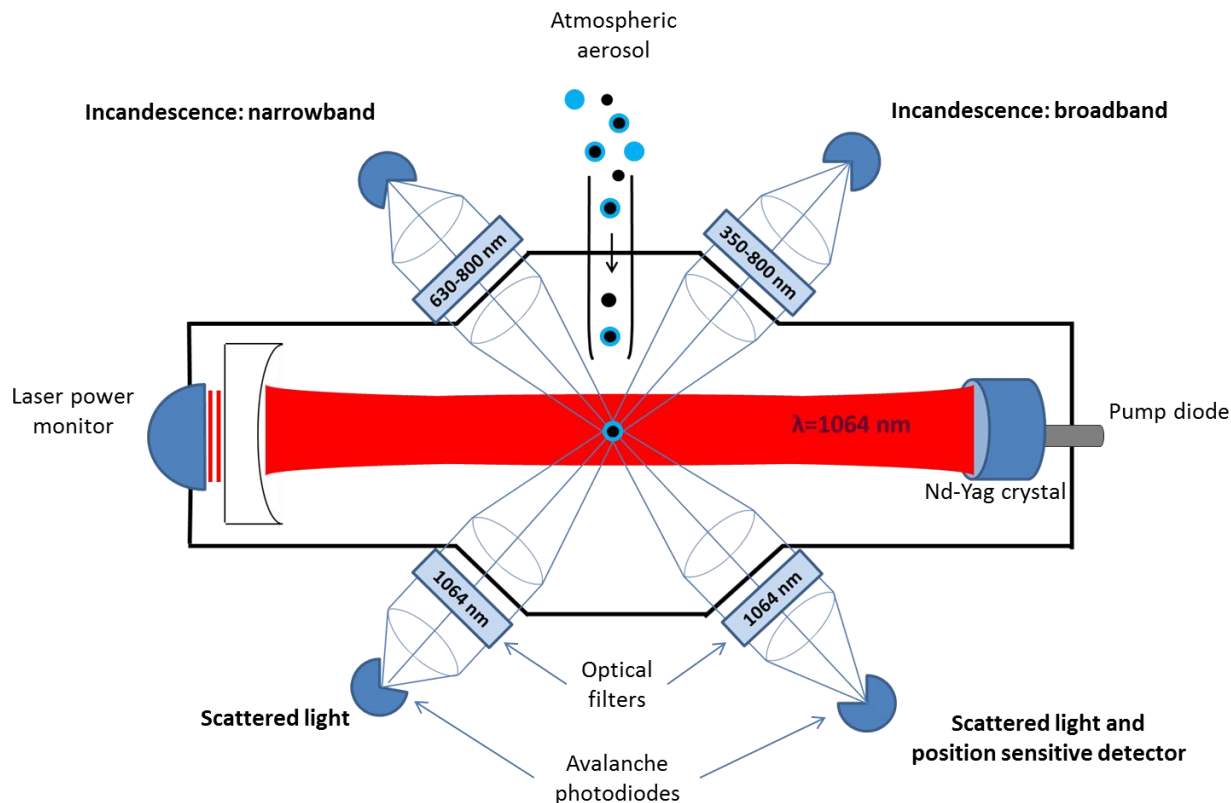 Atmospheric
aerosol
Incandescence: narrowband
Incandescence: broadband
630-800 nm
350-800 nm
Laser power
monitor
λ=1064 nm
Pump diode
Nd-Yag crystal
1064 nm
1064 nm
Optical
filters
Scattered light
Scattered light and
position sensitive detector
Avalanche
photodiodes